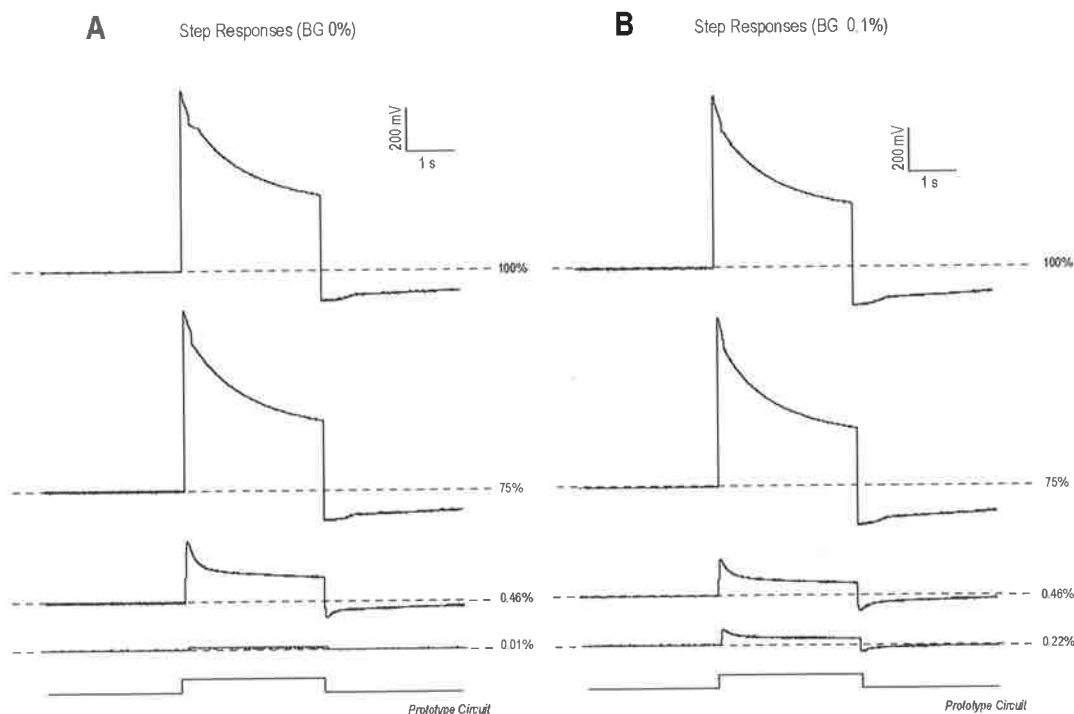 A Step Responses (BG 0%)
200 mV
1 s
100%
75%
0.46%
0.01%
Prototype Circuit
B Step Responses (BG 0,1%)
200 mV
1 s
100%
75%
0.46%
0.22%
Prototype Circuit